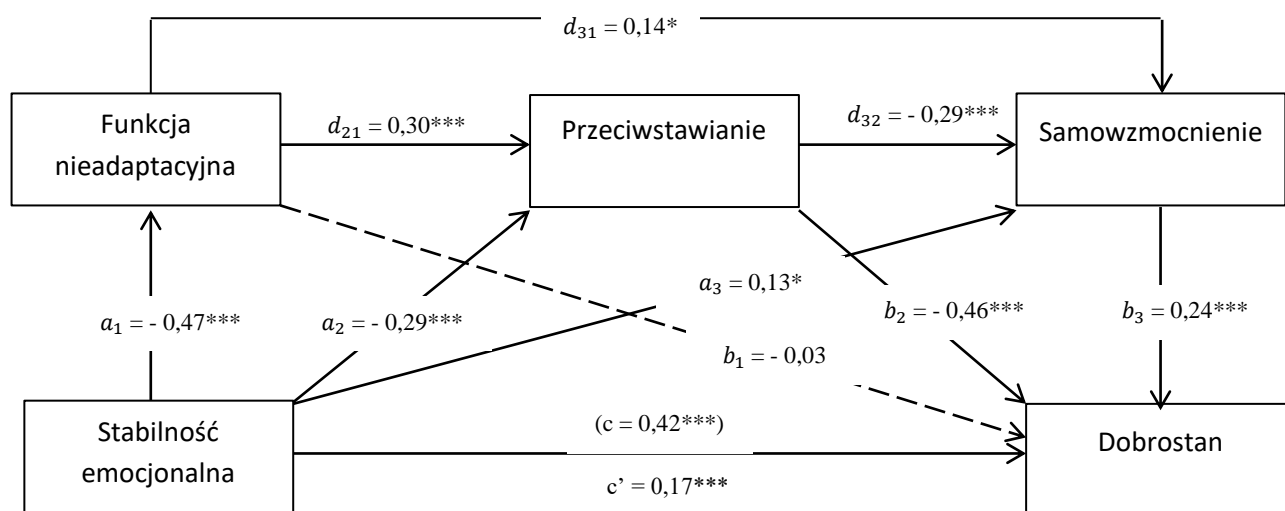 d₃₁ = 0,14*
Funkcja
nieadaptacyjna
d₂₁ = 0,30***
Przeciwstawianie
d₃₂ = - 0,29***
Samowzmocnienie
a₃ = 0,13*
a₁ = - 0,47***
a₂ = - 0,29***
b₂ = - 0,46***
b₃ = 0,24***
b₁ = - 0,03
Stabilność
emocjonalna
(c = 0,42***)
c’ = 0,17***
Dobrostan